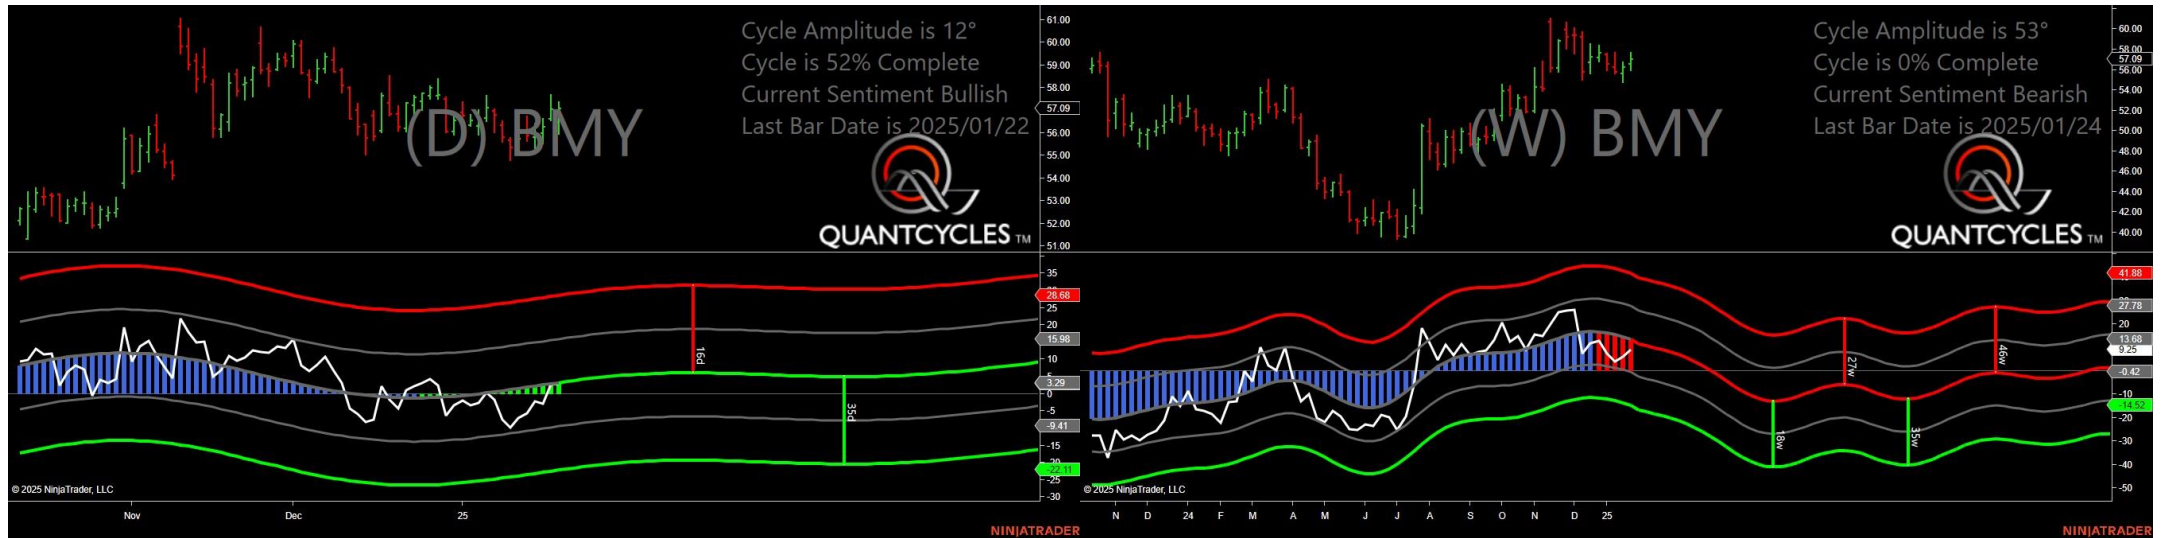 Cycle Amplitude is 12°
Cycle is 52% Complete
Current Sentiment Bullish
Last Bar Date is 2025/01/22
(D) BMY
QUANTCYCLES TM
61.00
60.00
59.00
58.00
57.09
56.00
55.00
54.00
53.00
52.00
51.00
35
28.68
25
20
15.98
10
3.29
0
-5
-9.41
-15
-22.11
-25
-30
16d
35d
© 2025 NinjaTrader, LLC
Nov
Dec
25
NINJATRADER
Cycle Amplitude is 53°
Cycle is 0% Complete
Current Sentiment Bearish
Last Bar Date is 2025/01/24
(W) BMY
QUANTCYCLES TM
60.00
58.00
57.09
56.00
54.00
52.00
50.00
48.00
46.00
44.00
42.00
40.00
41.88
27.78
20
13.68
9.25
-0.42
-10
-14.52
-20
-30
-40
-50
18w
27w
35w
46w
© 2025 NinjaTrader, LLC
N D 24 F M A M J J A S O N D 25
NINJATRADER